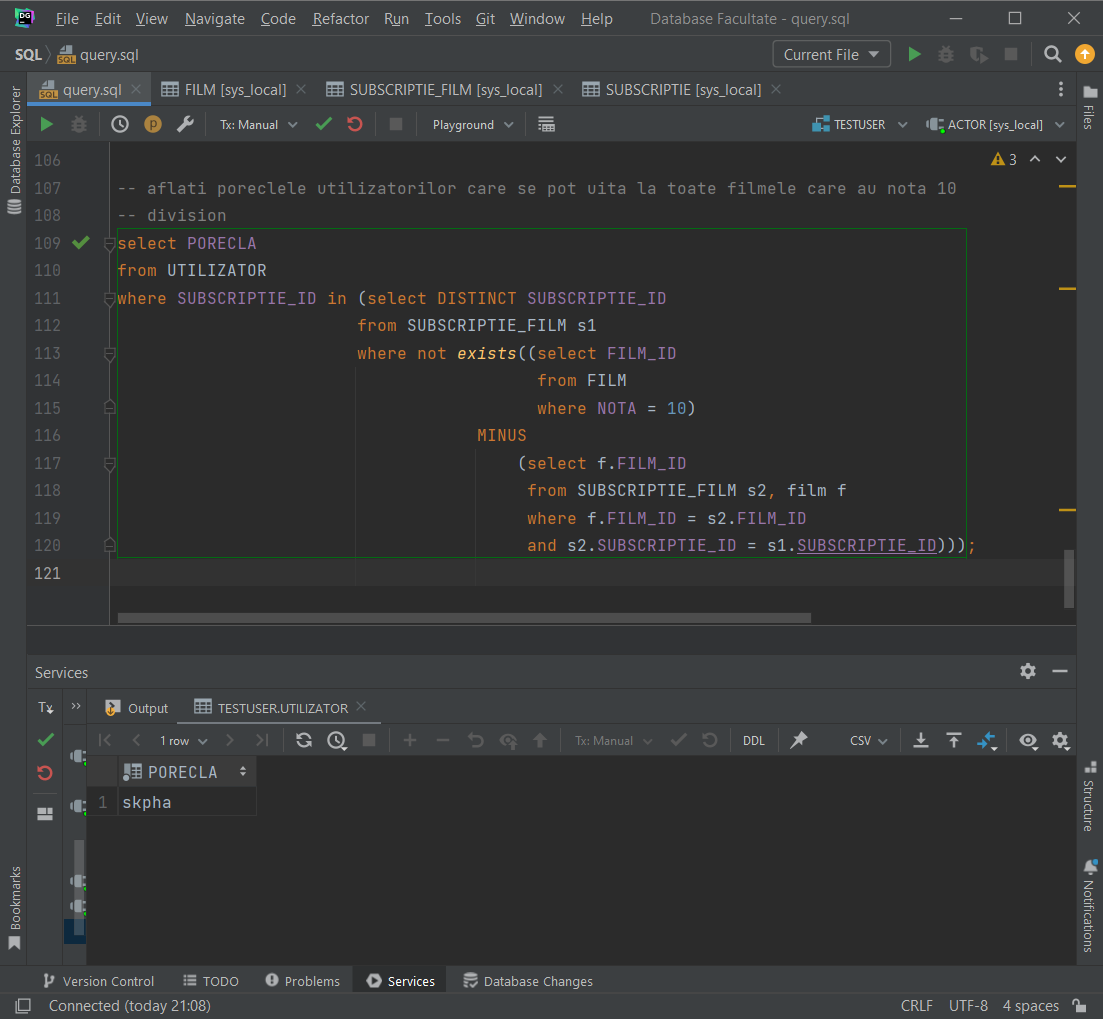 DG File Edit View Navigate Code Refactor Run Tools Git Window Help Database Facultate - query.sql
SQL query.sql Current File
query.sql FILM [sys_local] SUBSCRIPTIE_FILM [sys_local] SUBSCRIPTIE [sys_local]
Tx: Manual Playground TESTUSER ACTOR [sys_local]
Database Explorer
Files
106 3
107 -- aflati poreclele utilizatorilor care se pot uita la toate filmele care au nota 10
108 -- division
109 select PORECLA
110 from UTILIZATOR
111 where SUBSCRIPTIE_ID in (select DISTINCT SUBSCRIPTIE_ID
112 from SUBSCRIPTIE_FILM s1
113 where not exists((select FILM_ID
114 from FILM
115 where NOTA = 10)
116 MINUS
117 (select f.FILM_ID
118 from SUBSCRIPTIE_FILM s2, film f
119 where f.FILM_ID = s2.FILM_ID
120 and s2.SUBSCRIPTIE_ID = s1.SUBSCRIPTIE_ID)));
121
Services
Tx Output TESTUSER.UTILIZATOR
1 row Tx: Manual DDL CSV
PORECLA
1 skpha
Structure
Bookmarks
Notifications
Version Control TODO Problems Services Database Changes
Connected (today 21:08) CRLF UTF-8 4 spaces